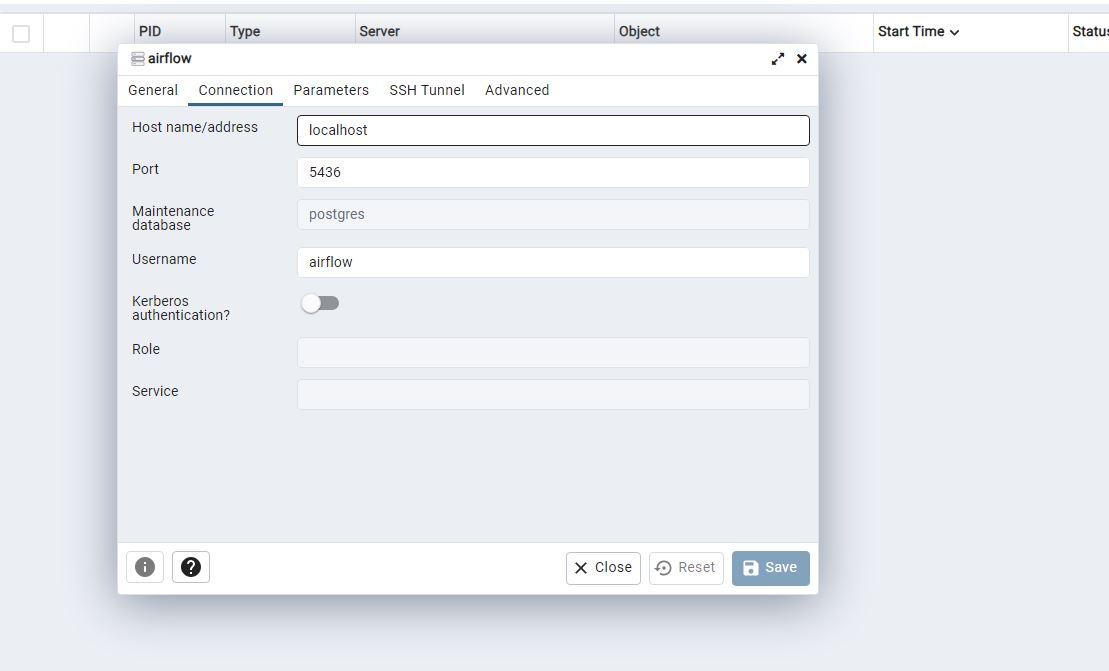 PID Type Server Object Start Time Status
airflow
General Connection Parameters SSH Tunnel Advanced
Host name/address localhost
Port 5436
Maintenance
database
postgres
Username airflow
Kerberos
authentication?
Role
Service
Close Reset Save